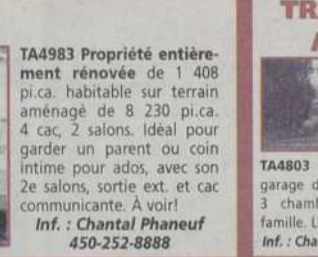 TA4983 Propriété entière-
ment rénovée de 1 408
pi.ca. habitable sur terrain
aménagé de 8 230 pi.ca.
4 cac, 2 salons. Idéal pour
garder un parent ou coin
intime pour ados, avec son
2e salons, sortie ext. et cac
communicante. À voir!
Inf. : Chantal Phaneuf
450-252-8888
TR
TA4803
garage d
3 chamb
famille. L
Inf. : Cha